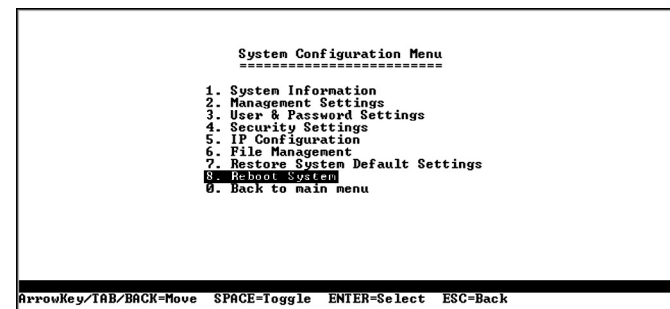 System Configuration Menu
=========================
1. System Information
2. Management Settings
3. User & Password Settings
4. Security Settings
5. IP Configuration
6. File Management
7. Restore System Default Settings
8. Reboot System
0. Back to main menu
ArrowKey/TAB/BACK=Move SPACE=Toggle ENTER=Select ESC=Back